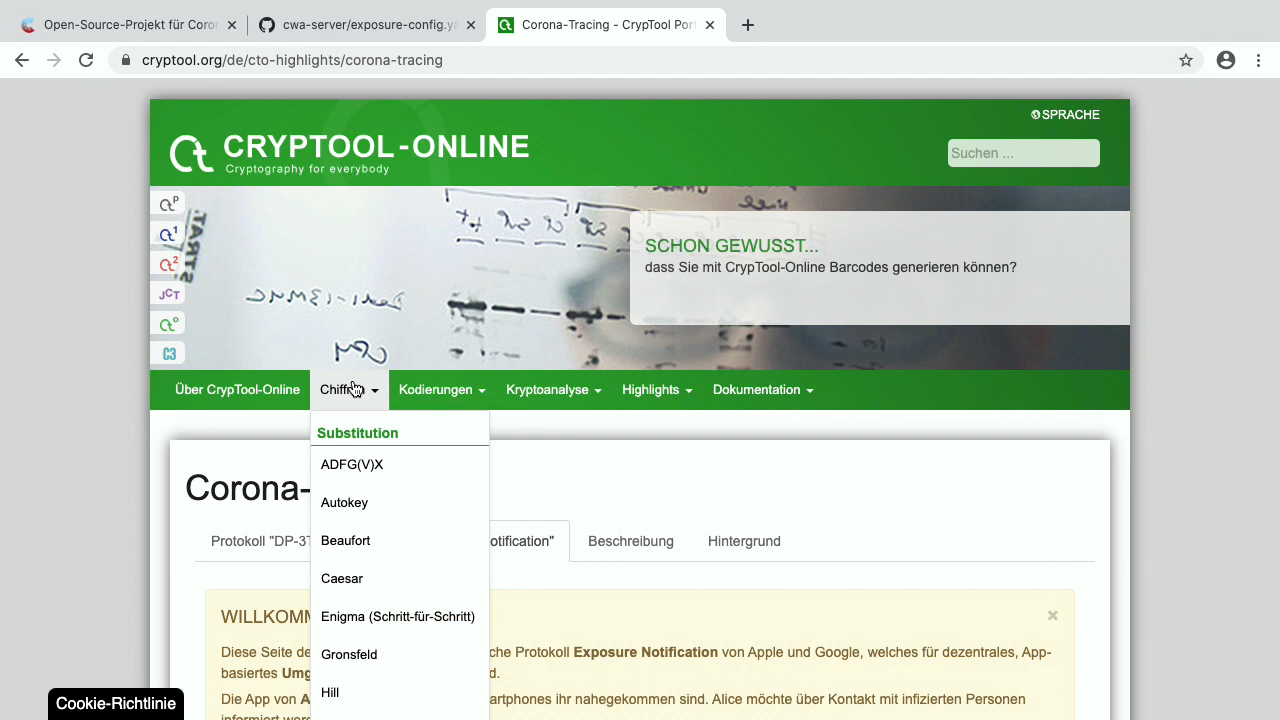 Open-Source-Projekt für Coron
cwa-server/exposure-config.ya
Corona-Tracing - CrypTool Port
cryptool.org/de/cto-highlights/corona-tracing
SPRACHE
CRYPTOOL-ONLINE
Cryptography for everybody
Suchen ...
SCHON GEWUSST...
dass Sie mit CrypTool-Online Barcodes generieren können?
JCT
Über CrypTool-Online
Kodierungen
Kryptoanalyse
Highlights
Dokumentation
Substitution
ADFG(V)X
Autokey
Beaufort
Caesar
Enigma (Schritt-für-Schritt)
Gronsfeld
Hill
Corona-
Protokoll "DP-3T
otification"
Beschreibung
Hintergrund
WILLKOMM
Diese Seite de che Protokoll Exposure Notification von Apple und Google, welches für dezentrales, App-
basiertes Umg d.
Die App von A artphones ihr nahegekommen sind. Alice möchte über Kontakt mit infizierten Personen
Cookie-Richtlinie